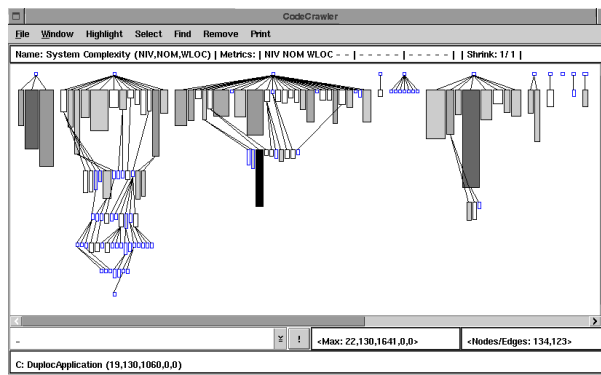 CodeCrawler
File Window Highlight Select Find Remove Print
Name: System Complexity (NIV,NOM,WLOC) | Metrics: | NIV NOM WLOC - - | - - - - - | - - - - - | | Shrink: 1/ 1 |
- ! <Max: 22,130,1641,0,0> <Nodes/Edges: 134,123>
C: DuplocApplication (19,130,1060,0,0)